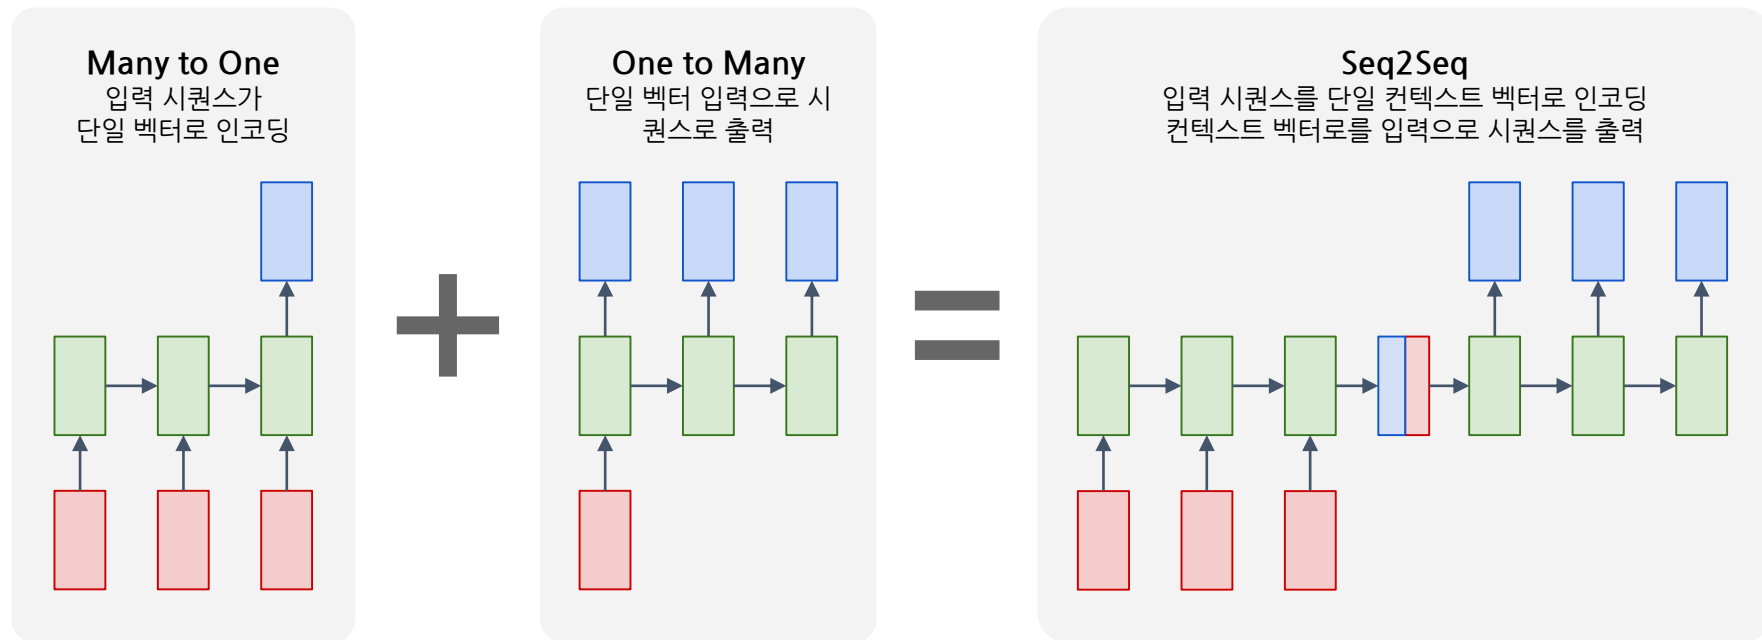 Many to One
입력 시퀀스가
단일 벡터로 인코딩
One to Many
단일 벡터 입력으로 시
퀀스로 출력
Seq2Seq
입력 시퀀스를 단일 컨텍스트 벡터로 인코딩
컨텍스트 벡터로를 입력으로 시퀀스를 출력